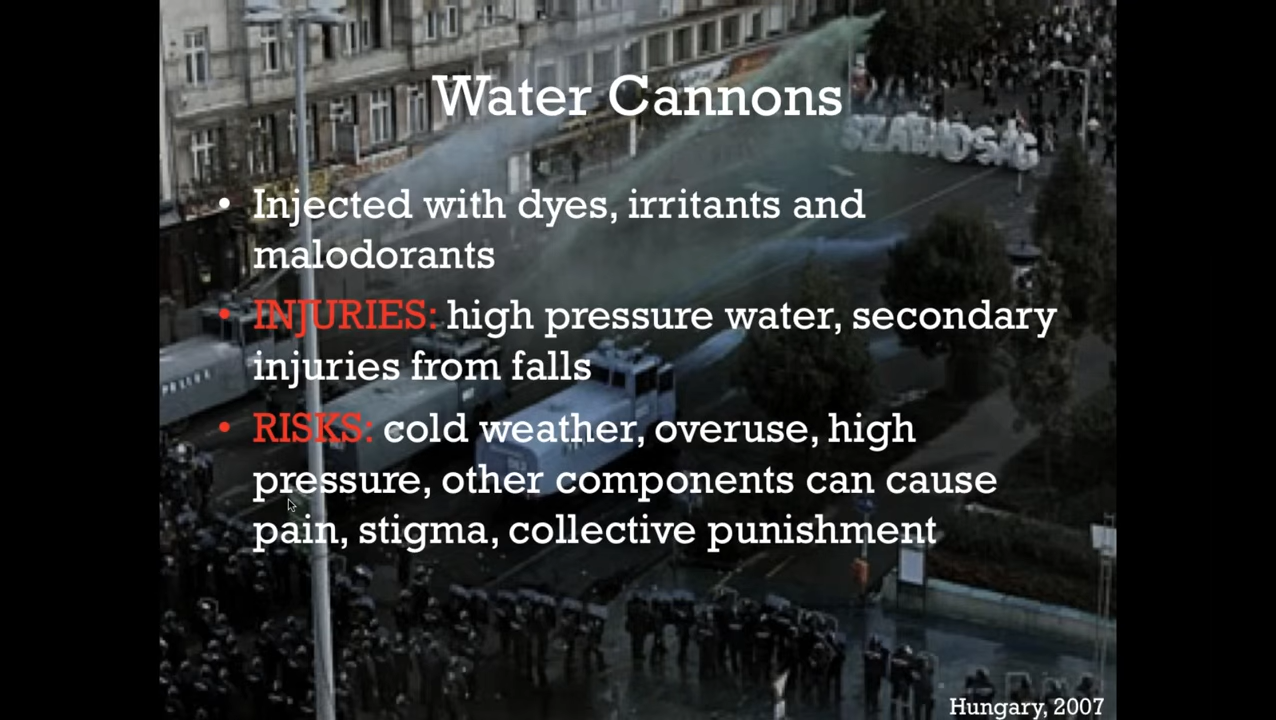 Water Cannons
SZABADSÁG
• Injected with dyes, irritants and
malodorants
• INJURIES: high pressure water, secondary
injuries from falls
POLICE
• RISKS: cold weather, overuse, high
pressure, other components can cause
pain, stigma, collective punishment
Hungary, 2007